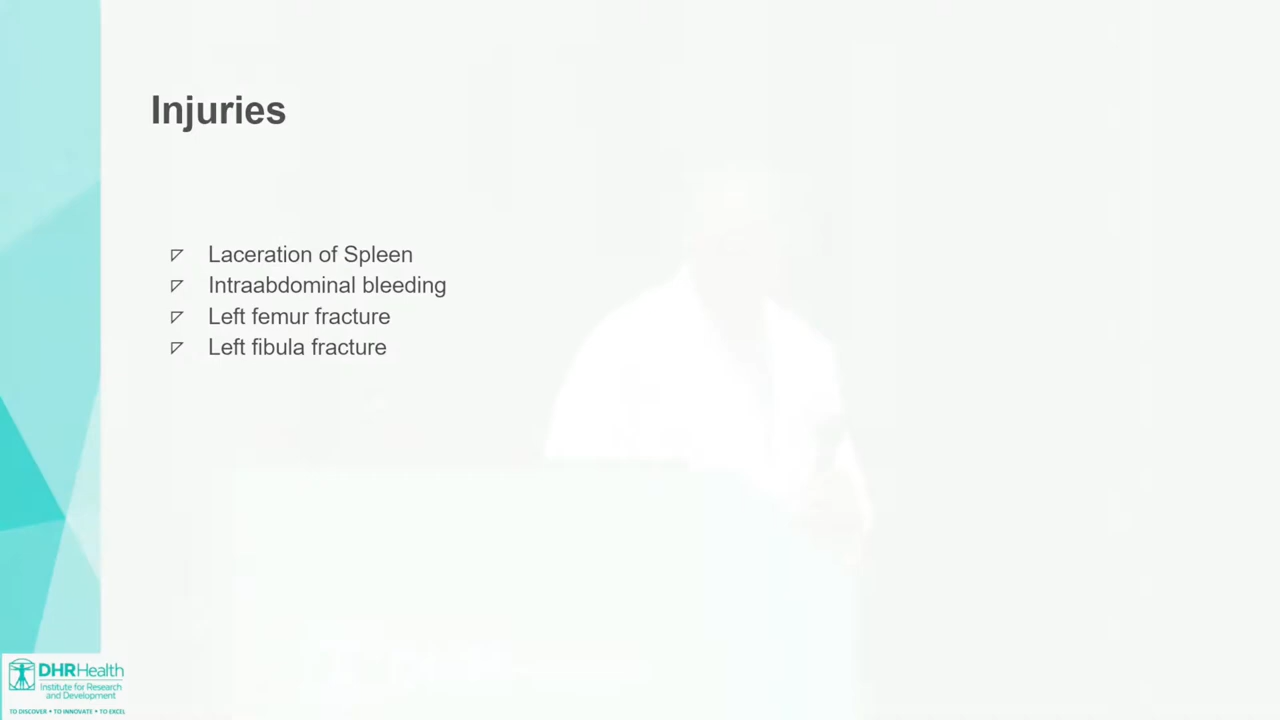 Injuries
Laceration of Spleen
Intraabdominal bleeding
Left femur fracture
Left fibula fracture
DHRHealth
Institute for Research
and Development
TO DISCOVER • TO INNOVATE • TO EXCEL